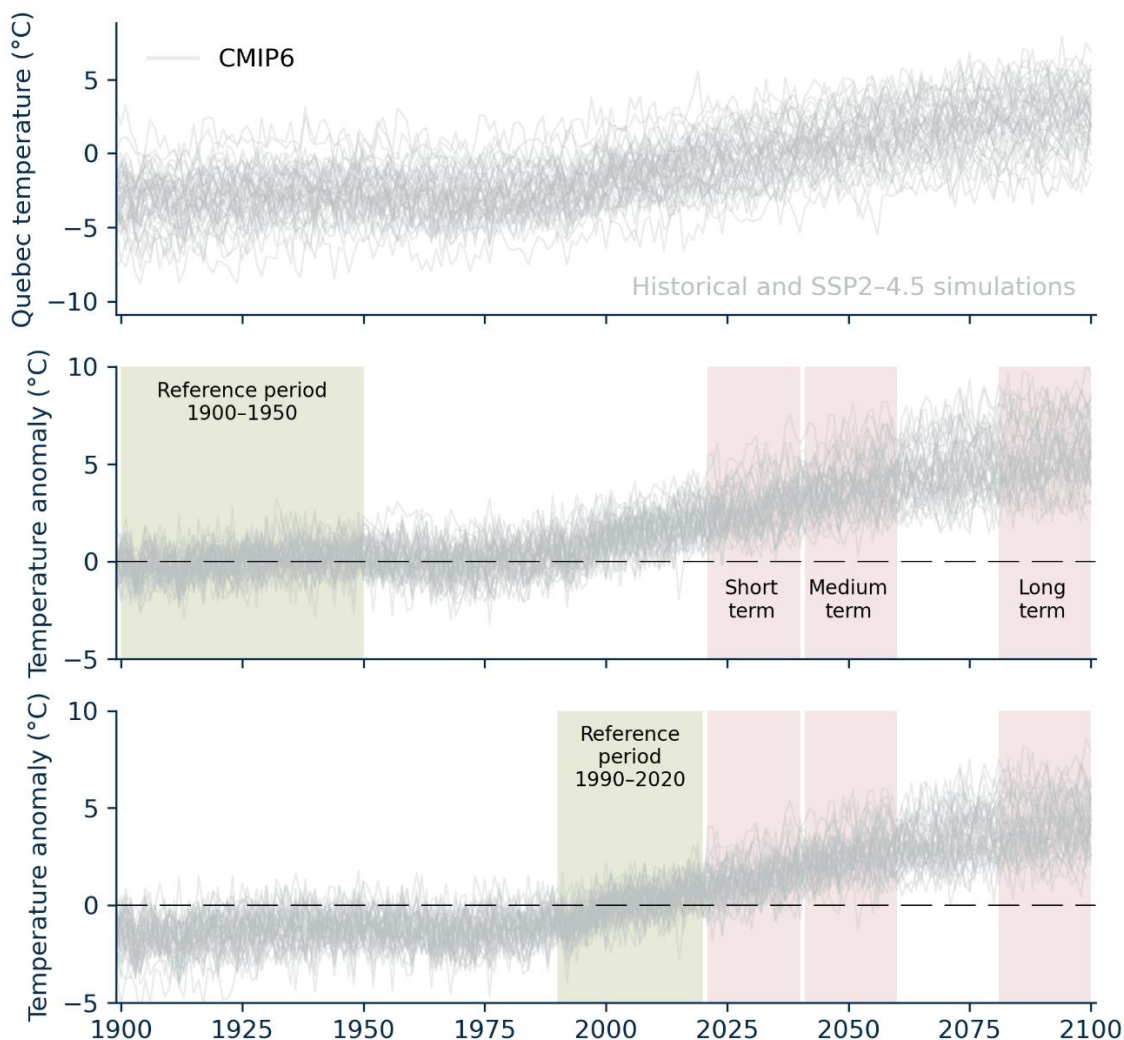 Quebec temperature (°C)
5
0
−5
−10
CMIP6
Historical and SSP2–4.5 simulations
Temperature anomaly (°C)
10
5
0
−5
Reference period
1900–1950
Short
term
Medium
term
Long
term
Temperature anomaly (°C)
10
5
0
−5
Reference
period
1990–2020
1900
1925
1950
1975
2000
2025
2050
2075
2100